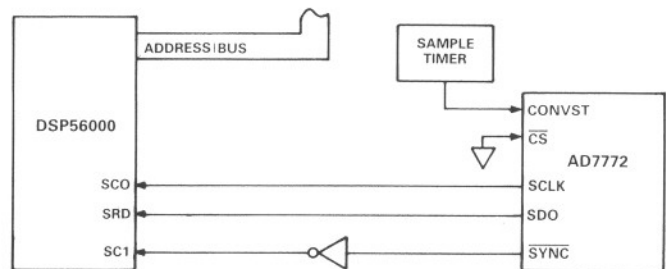 ADDRESS BUS
SAMPLE
TIMER
DSP56000
CONVST
CS
AD7772
SCO
SCLK
SRD
SDO
SC1
SYNC